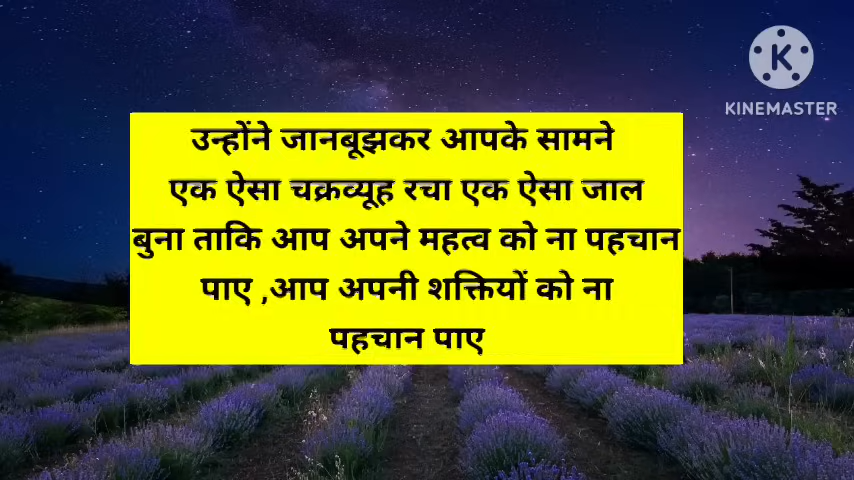 KINEMASTER
उन्होंने जानबूझकर आपके सामने
एक ऐसा चक्रव्यूह रचा एक ऐसा जाल
बुना ताकि आप अपने महत्व को ना पहचान
पाए ,आप अपनी शक्तियों को ना
पहचान पाए